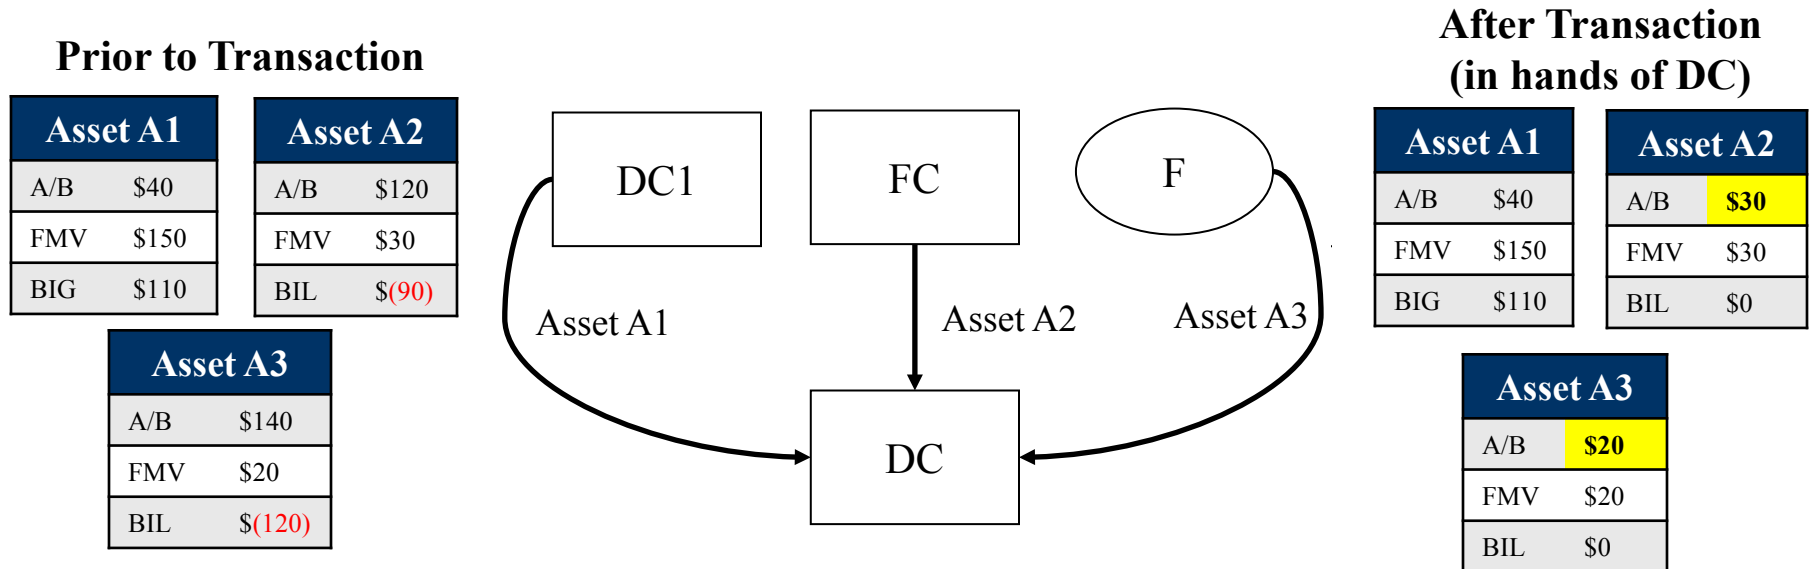 Prior to Transaction
Asset A1
A/B $40
FMV $150
BIG $110
Asset A2
A/B $120
FMV $30
BIL $(90)
Asset A3
A/B $140
FMV $20
BIL $(120)
DC1
FC
F
Asset A1
Asset A2
Asset A3
DC
After Transaction
(in hands of DC)
Asset A1
A/B $40
FMV $150
BIG $110
Asset A2
A/B $30
FMV $30
BIL $0
Asset A3
A/B $20
FMV $20
BIL $0